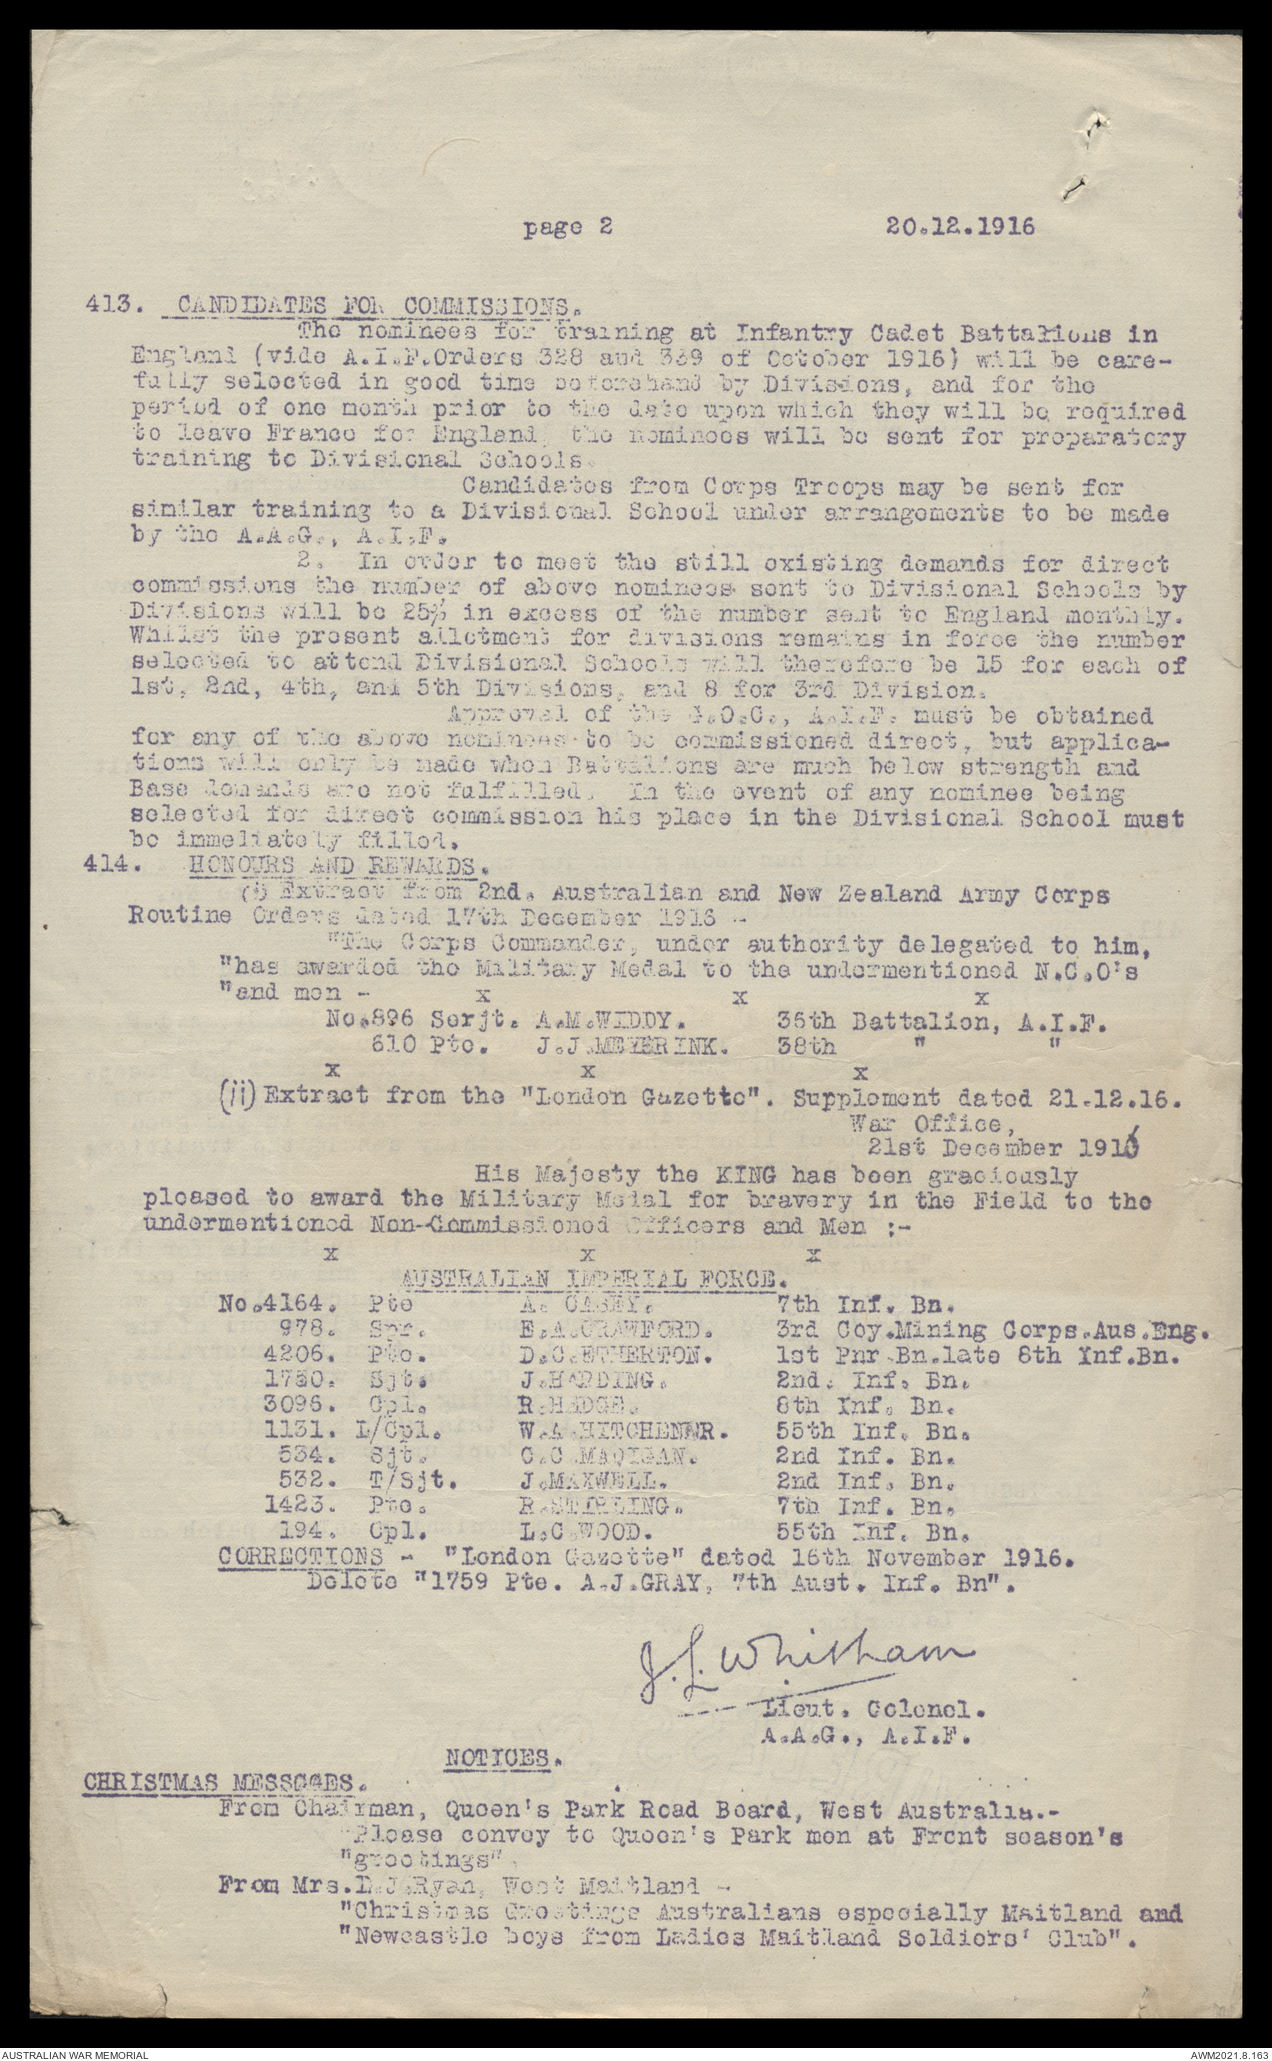 page 2 20.12.1916
413. CANDIDATES FOR COMMISSIONS.
The nominees for training at Infantry Cadet Battalions in
England (vide A.I.F.Orders 328 and 339 of October 1916) will be care-
fully selected in good time beforehand by Divisions, and for the
period of one month prior to the date upon which they will be required
to leave France for England, the nominees will be sent for preparatory
training to Divisional Schools.
Candidates from Corps Troops may be sent for
similar training to a Divisional School under arrangements to be made
by the A.A.G., A.I.F.
2. In order to meet the still existing demands for direct
commissions the number of above nominees sent to Divisional Schools by
Divisions will be 25% in excess of the number sent to England monthly.
Whilst the present allotment for divisions remains in force the number
selected to attend Divisional Schools will therefore be 15 for each of
1st, 2nd, 4th, and 5th Divisions, and 8 for 3rd Division.
Approval of the G.O.C., A.I.F. must be obtained
for any of the above nominees to be commissioned direct, but applica-
tions will only be made when Battalions are much below strength and
Base demands are not fulfilled. In the event of any nominee being
selected for direct commission his place in the Divisional School must
be immediately filled.
414. HONOURS AND REWARDS.
(i) Extract from 2nd. Australian and New Zealand Army Corps
Routine Orders dated 17th December 1916 -
"The Corps Commander, under authority delegated to him,
"has awarded the Military Medal to the undermentioned N.C.O's
"and men - x x x
No.896 Serjt. A.M.WIDDY. 36th Battalion, A.I.F.
610 Pte. J.J.MEYERINK. 38th " "
x x x
(ii) Extract from the "London Gazette". Supplement dated 21.12.16.
War Office,
21st December 1916
His Majesty the KING has been graciously
pleased to award the Military Medal for bravery in the Field to the
undermentioned Non-Commissioned Officers and Men :-
x x x
AUSTRALIAN IMPERIAL FORCE.
No.4164. Pte A. CASEY. 7th Inf. Bn.
978. Spr. E.A.CRAWFORD. 3rd Coy.Mining Corps.Aus.Eng.
4206. Pte. D.C.ETHERTON. 1st Pnr.Bn.late 8th Inf.Bn.
1750. Sjt. J.HARDING. 2nd. Inf. Bn.
3096. Cpl. R.HEDGE. 8th Inf. Bn.
1131. L/Cpl. W.A.HITCHENER. 55th Inf. Bn.
534. Sjt. C.C.MAQIGAN. 2nd Inf. Bn.
532. T/Sjt. J.MAXWELL. 2nd Inf. Bn.
1423. Pte. R.STIRLING. 7th Inf. Bn.
194. Cpl. L.C.WOOD. 55th Inf. Bn.
CORRECTIONS - "London Gazette" dated 16th November 1916.
Delete "1759 Pte. A.J.GRAY, 7th Aust. Inf. Bn".
J.L. Whitham
Lieut. Colonel.
A.A.G., A.I.F.
NOTICES.
CHRISTMAS MESSGGES.
From Chairman, Queen's Park Road Board, West Australia.-
"Please convey to Queen's Park men at Front season's
"greetings".
From Mrs.D.J.Ryan, West Maitland -
"Christmas Greetings Australians especially Maitland and
"Newcastle boys from Ladies Maitland Soldiers' Club".
AUSTRALIAN WAR MEMORIAL AWM2021.8.163